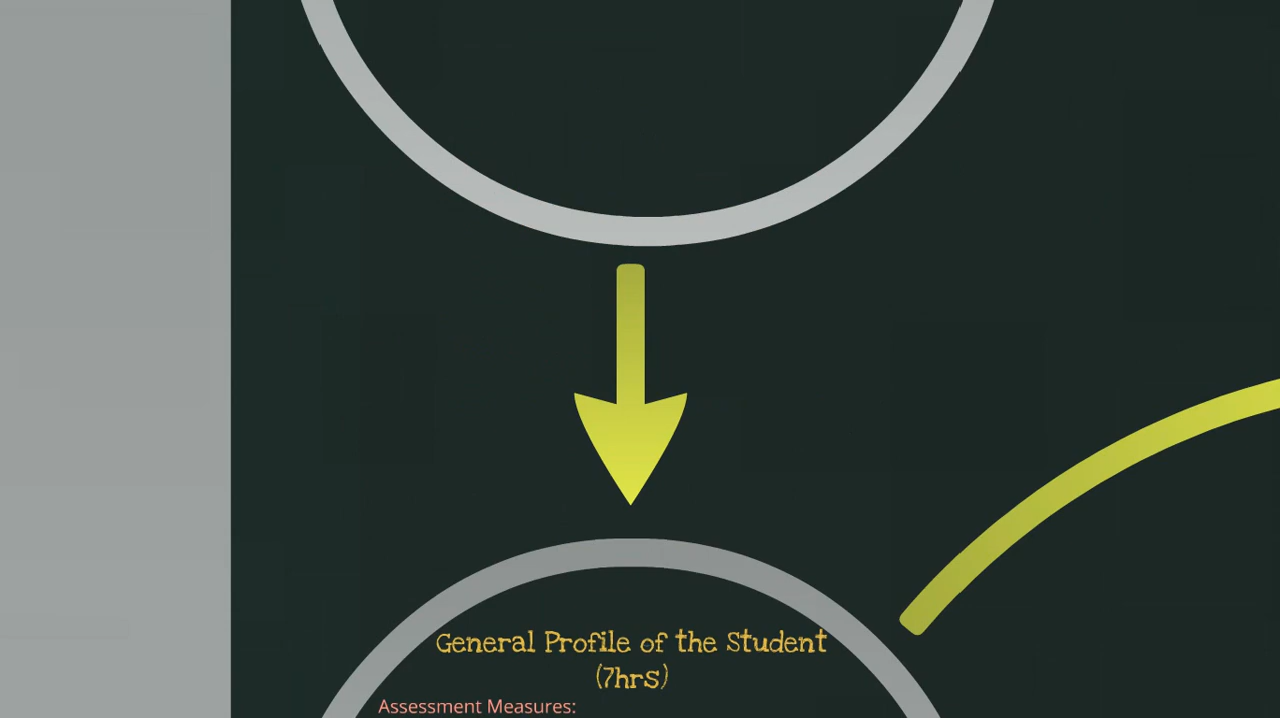 General Profile of the Student
(7hrs)
Assessment Measures: